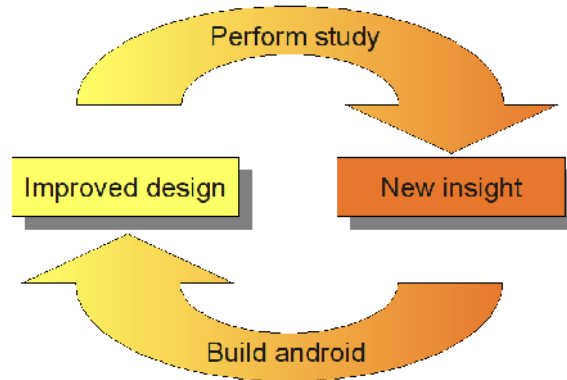 Perform study
Improved design
New insight
Build android